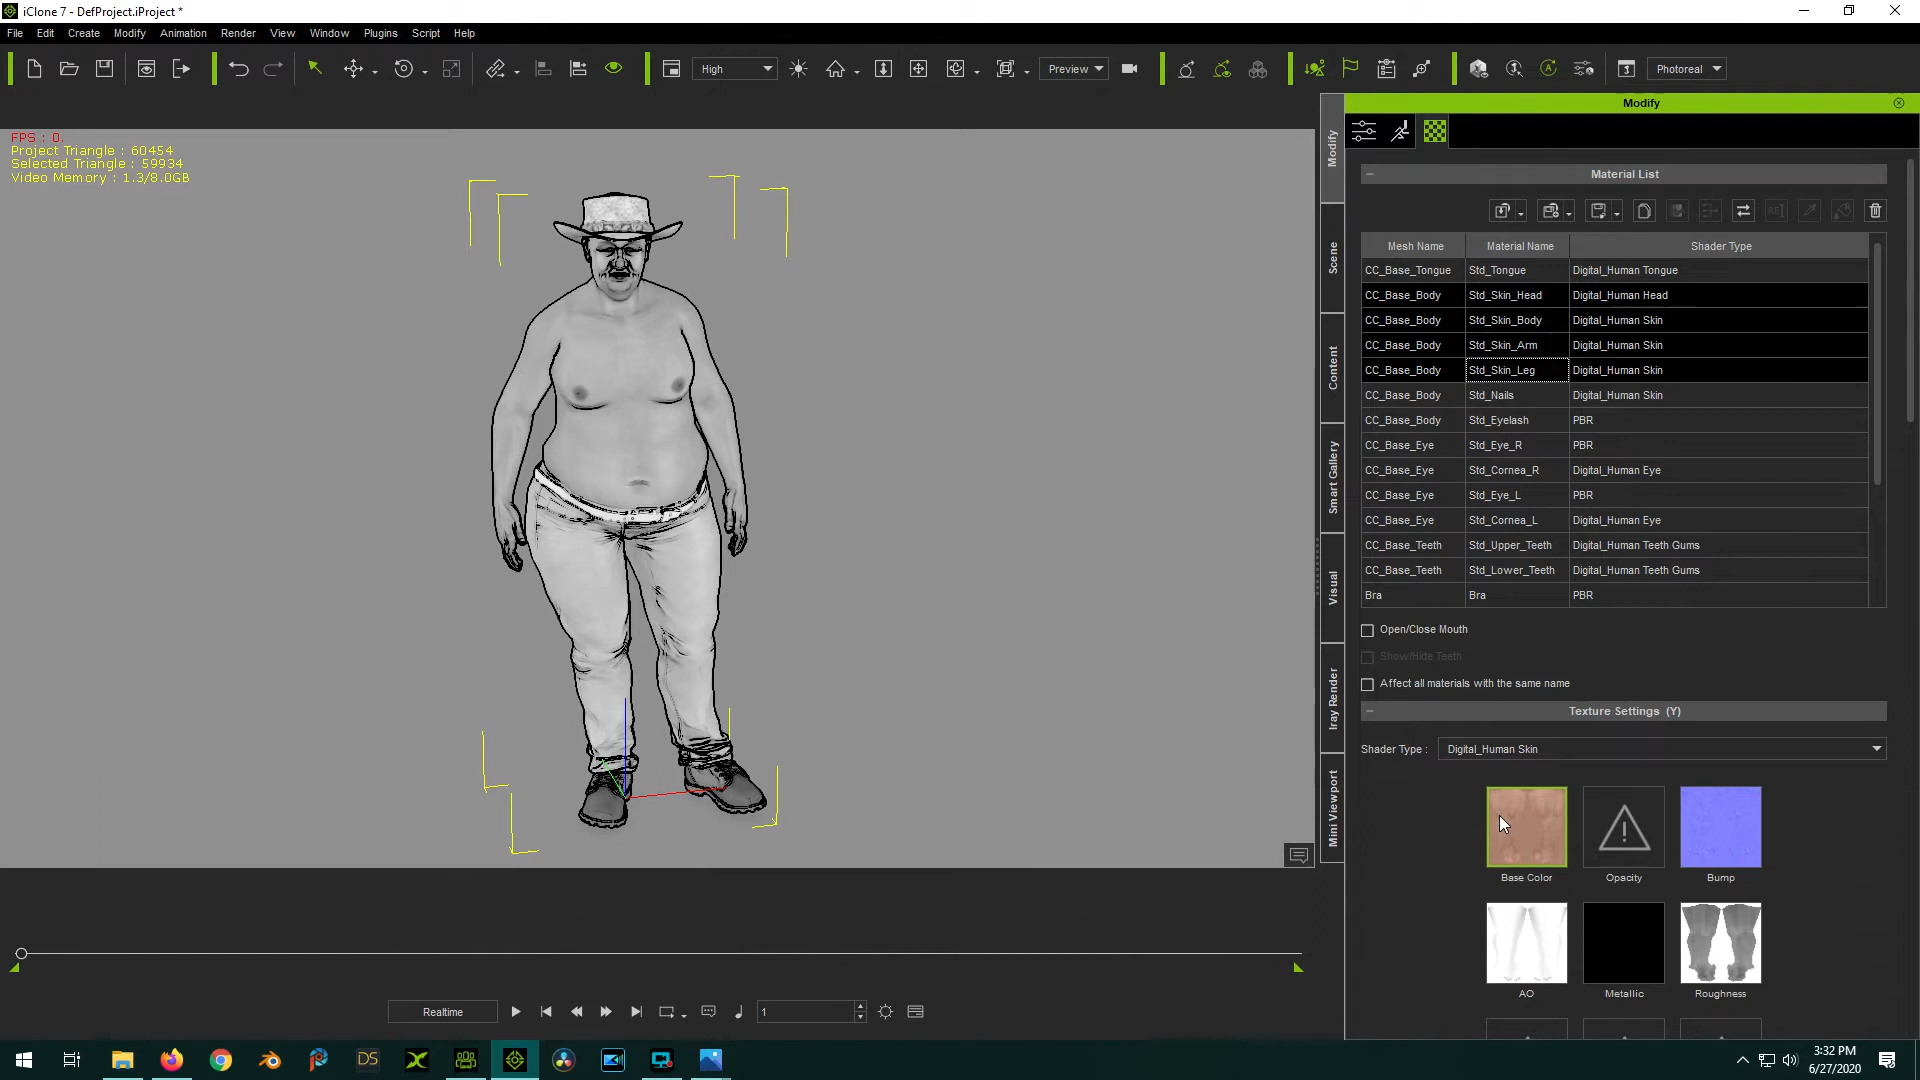 iClone 7 - DefProject.iProject *
File Edit Create Modify Animation Render View Window Plugins Script Help
High Preview Photoreal
Modify
FPS : 0.
Project Triangle : 60454
Selected Triangle : 59934
Video Memory : 1.3/8.0GB
Modify
Scene
Content
Smart Gallery
Visual
Iray Render
Mini Viewport
Material List
Mesh Name Material Name Shader Type
CC_Base_Tongue Std_Tongue Digital_Human Tongue
CC_Base_Body Std_Skin_Head Digital_Human Head
CC_Base_Body Std_Skin_Body Digital_Human Skin
CC_Base_Body Std_Skin_Arm Digital_Human Skin
CC_Base_Body Std_Skin_Leg Digital_Human Skin
CC_Base_Body Std_Nails Digital_Human Skin
CC_Base_Body Std_Eyelash PBR
CC_Base_Eye Std_Eye_R PBR
CC_Base_Eye Std_Cornea_R Digital_Human Eye
CC_Base_Eye Std_Eye_L PBR
CC_Base_Eye Std_Cornea_L Digital_Human Eye
CC_Base_Teeth Std_Upper_Teeth Digital_Human Teeth Gums
CC_Base_Teeth Std_Lower_Teeth Digital_Human Teeth Gums
Bra Bra PBR
Open/Close Mouth
Show/Hide Teeth
Affect all materials with the same name
Texture Settings (Y)
Shader Type : Digital_Human Skin
Base Color Opacity Bump
AO Metallic Roughness
Realtime 1
DS
3:32 PM
6/27/2020